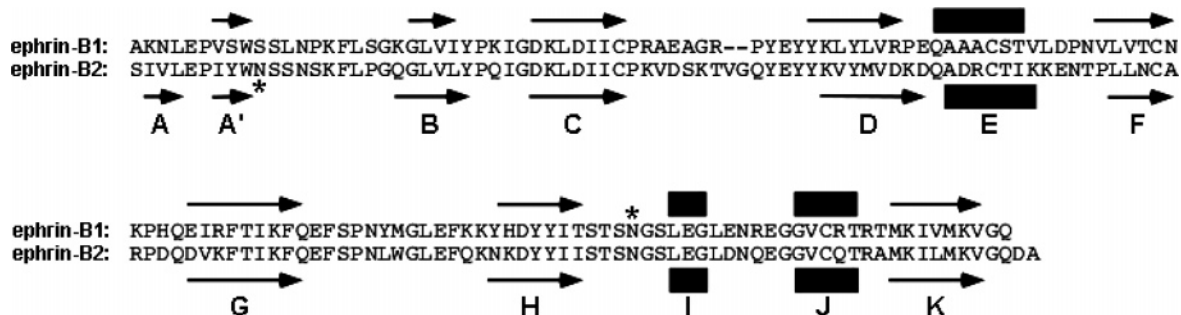 ephrin-B1: AKNLEPVSWSSLNPKFLSGKGLVIYPKIGDKLDIICPRAEAGR--PYEYYKLYLVRPEQAAACSTVLDPNVLVTCN
ephrin-B2: SIVLEPIYWNSSNSKFLPGQGLVLYPQIGDKLDIICPKVDSKTVGQYEYYKVYMVDKDQADRCTIKKENTPLLNCA
*
A A' B C D E F
*
ephrin-B1: KPHQEIRFTIKFQEFSPNYMGLEFKKYHDYYITSTSNGSLEGLENREGGVCRTRTMKIVMKVGQ
ephrin-B2: RPDQDVKFTIKFQEFSPNLWGLEFQKNKDYYIISTSNGSLEGLDNQEGGVCQTRAMKILMKVGQDA
G H I J K